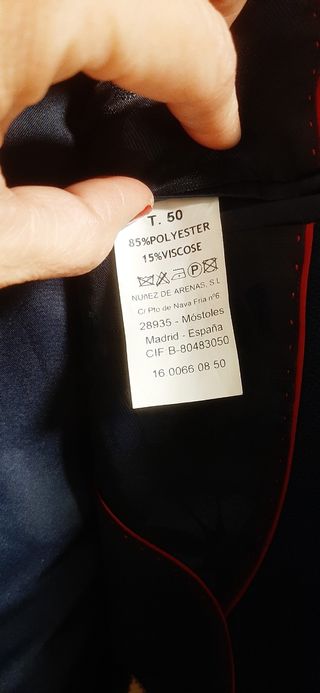 T. 50
85%POLYESTER
15%VISCOSE
P
NUÑEZ DE ARENAS, S.L
C/ Pto de Nava Fria nº6
28935 - Móstoles
Madrid - España
CIF B-80483050
16 0066 08 50